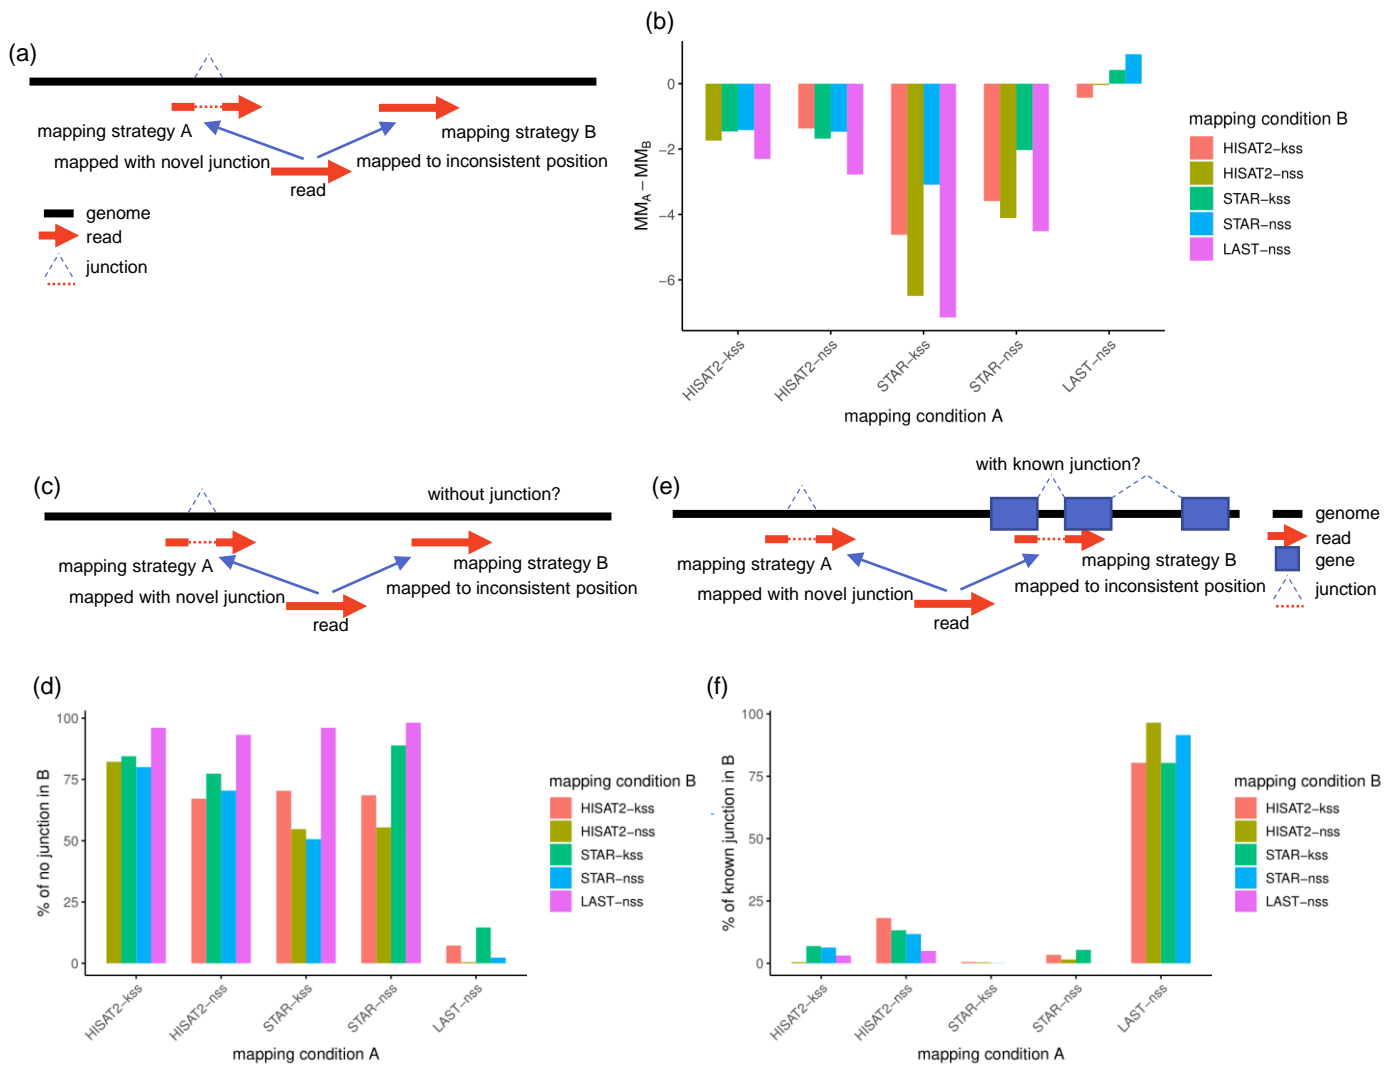 (a)
mapping strategy A
mapped with novel junction
mapping strategy B
mapped to inconsistent position
read
genome
read
junction
(b)
0
−2
−4
−6
MM_A − MM_B
HISAT2−kss
HISAT2−nss
STAR−kss
STAR−nss
LAST−nss
mapping condition A
mapping condition B
HISAT2−kss
HISAT2−nss
STAR−kss
STAR−nss
LAST−nss
(c)
without junction?
mapping strategy A
mapped with novel junction
mapping strategy B
mapped to inconsistent position
read
(e)
with known junction?
mapping strategy A
mapped with novel junction
mapping strategy B
mapped to inconsistent position
read
genome
read
gene
junction
(d)
100
75
50
25
0
% of no junction in B
HISAT2−kss
HISAT2−nss
STAR−kss
STAR−nss
LAST−nss
mapping condition A
mapping condition B
HISAT2−kss
HISAT2−nss
STAR−kss
STAR−nss
LAST−nss
(f)
100
75
50
25
0
% of known junction in B
HISAT2−kss
HISAT2−nss
STAR−kss
STAR−nss
LAST−nss
mapping condition A
mapping condition B
HISAT2−kss
HISAT2−nss
STAR−kss
STAR−nss
LAST−nss